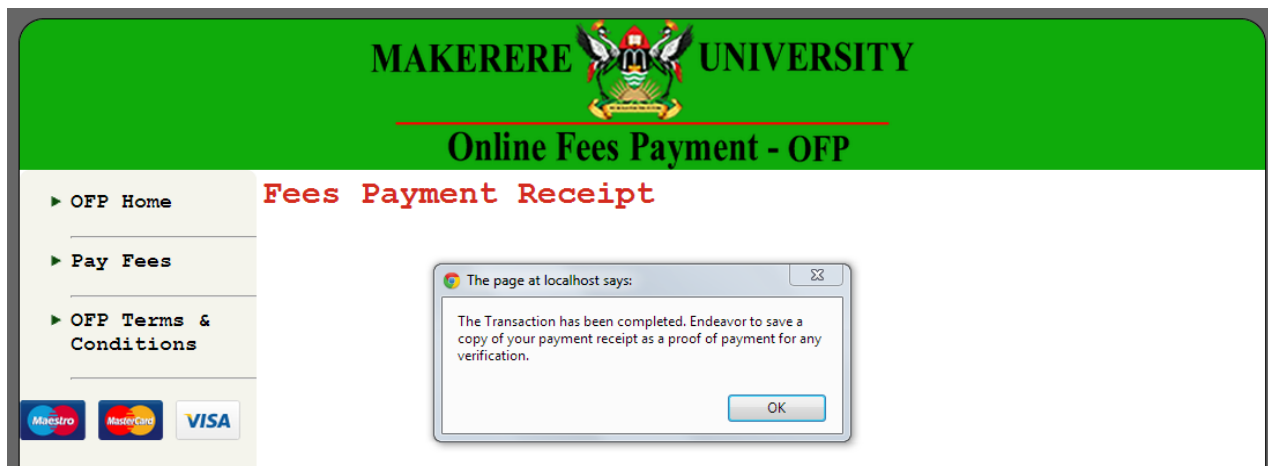 MAKERERE UNIVERSITY
Online Fees Payment - OFP
OFP Home
Pay Fees
OFP Terms &
Conditions
Maestro
MasterCard
VISA
Fees Payment Receipt
The page at localhost says:
The Transaction has been completed. Endeavor to save a
copy of your payment receipt as a proof of payment for any
verification.
OK